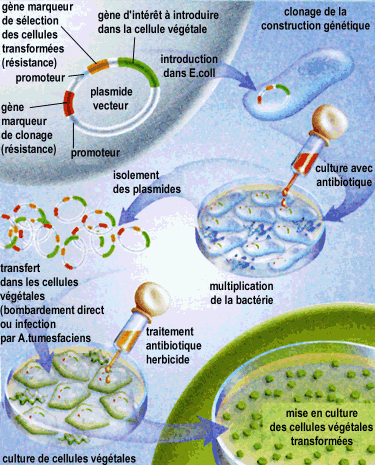 gène marqueur
de sélection
des cellules
transformées
(résistance)
gène d'intérêt à introduire
dans la cellule végétale
clonage de la
construction génétique
promoteur
plasmide
vecteur
introduction
dans E.coll
gène
marqueur
de clonage
(résistance)
promoteur
culture avec
antibiotique
isolement
des plasmides
multiplication
de la bactérie
transfert
dans les cellules
végétales
(bombardement direct
ou infection
par A.tumesfaciens)
traitement
antibiotique
herbicide
culture de cellules végétales
mise en culture
des cellules végétales
transformées